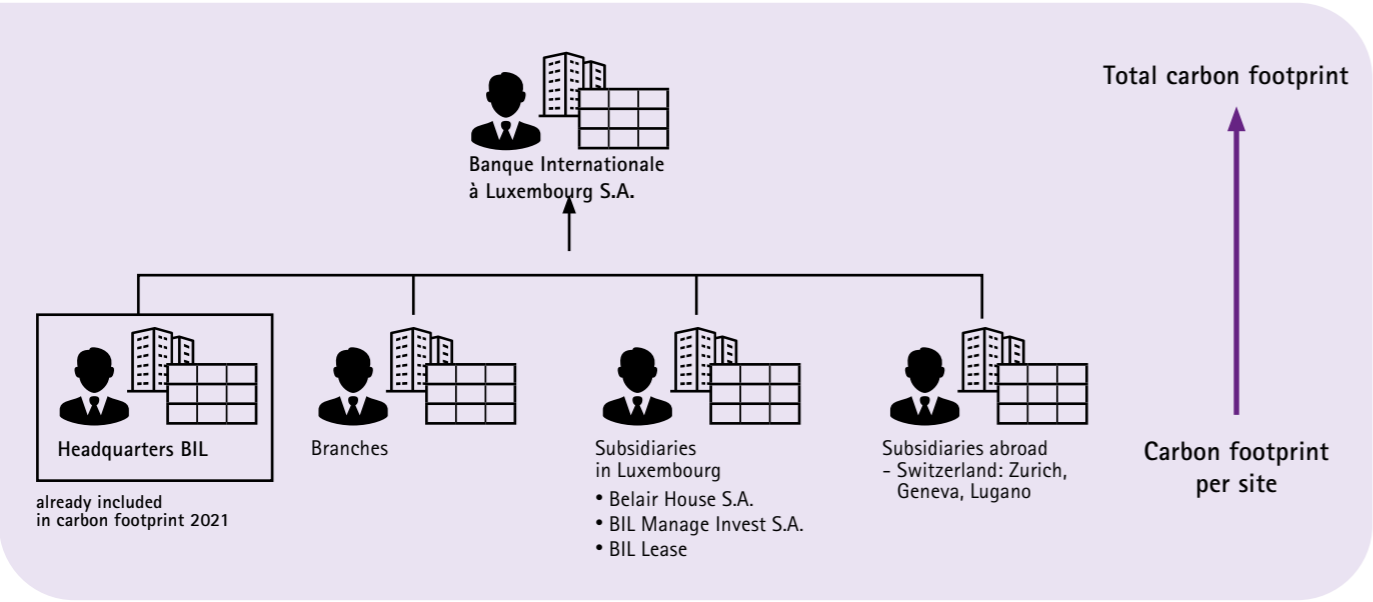 Total carbon footprint
Banque Internationale
à Luxembourg S.A.
Headquarters BIL
already included
in carbon footprint 2021
Branches
Subsidiaries
in Luxembourg
• Belair House S.A.
• BIL Manage Invest S.A.
• BIL Lease
Subsidiaries abroad
- Switzerland: Zurich,
Geneva, Lugano
Carbon footprint
per site